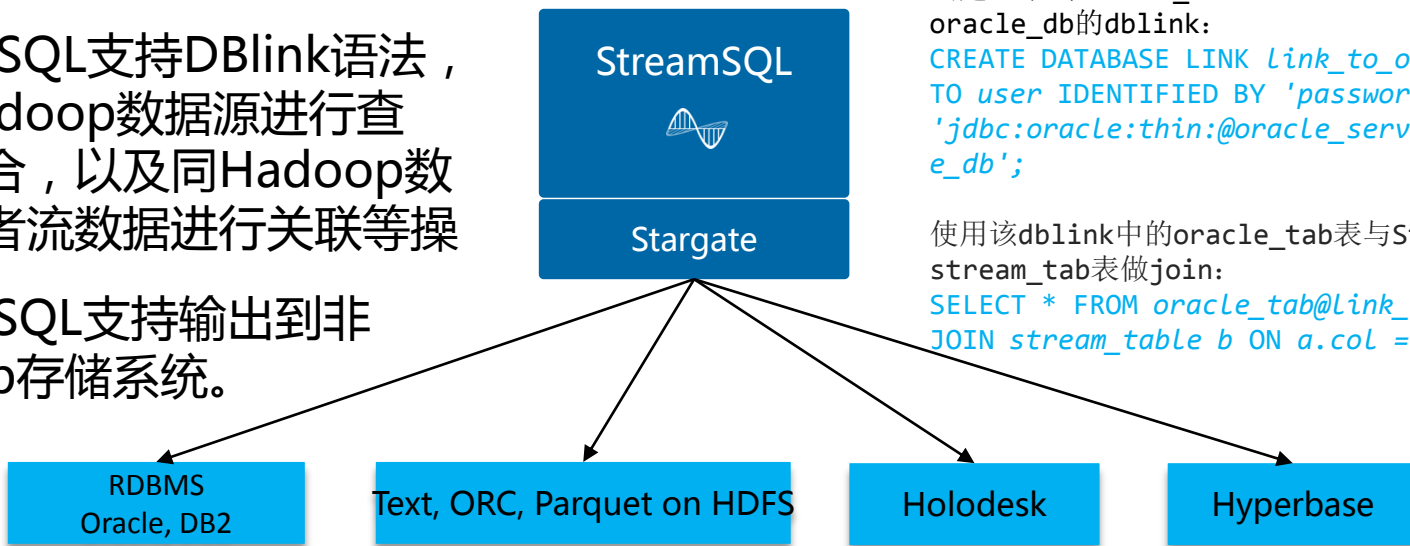 SQL支持DBlink语法，
doop数据源进行查
合，以及同Hadoop数
者流数据进行关联等操
SQL支持输出到非
存储系统。
StreamSQL
Stargate
oracle_db的dblink：
CREATE DATABASE LINK link_to_o
TO user IDENTIFIED BY 'passwor
'jdbc:oracle:thin:@oracle_serv
e_db';
使用该dblink中的oracle_tab表与S
stream_tab表做join：
SELECT * FROM oracle_tab@link_
JOIN stream_table b ON a.col =
RDBMS
Oracle, DB2
Text, ORC, Parquet on HDFS
Holodesk
Hyperbase